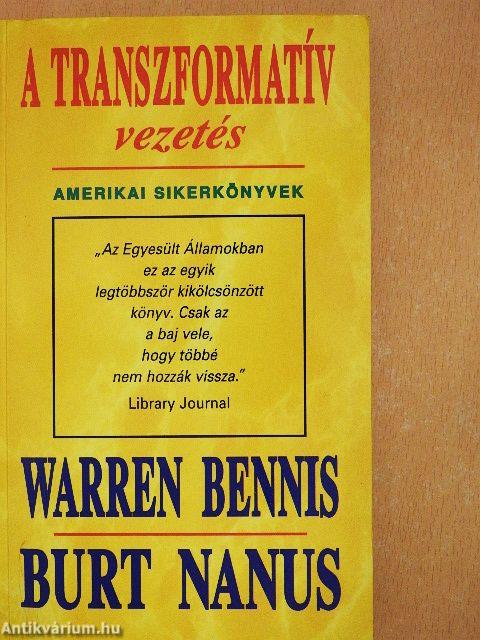 A TRANSZFORMATÍV
vezetés
AMERIKAI SIKERKÖNYVEK
„Az Egyesült Államokban
ez az egyik
legtöbbször kikölcsönzött
könyv. Csak az
a baj vele,
hogy többé
nem hozzák vissza.”
Library Journal
WARREN BENNIS
BURT NANUS
Antikvárium.hu